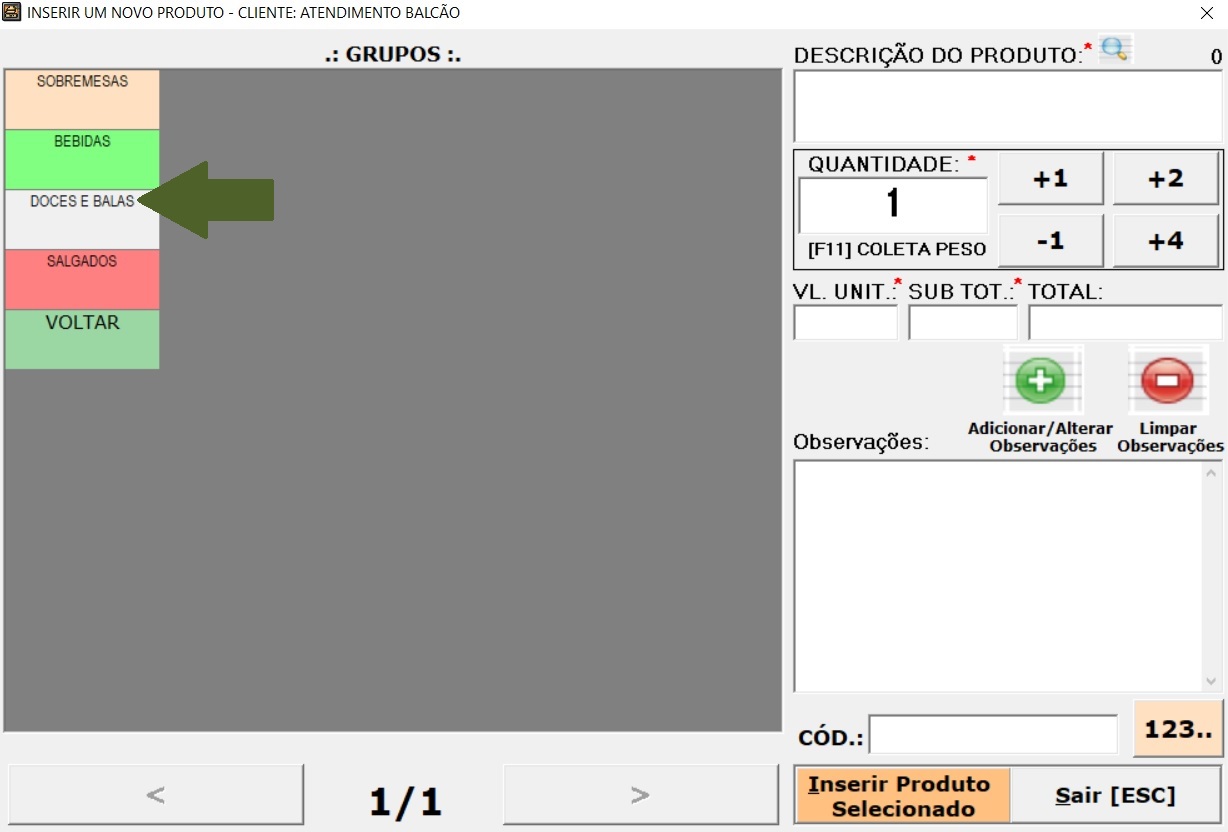 INSERIR UM NOVO PRODUTO - CLIENTE: ATENDIMENTO BALCÃO
.: GRUPOS :.
SOBREMESAS
BEBIDAS
DOCES E BALAS
SALGADOS
VOLTAR
<
1/1
>
DESCRIÇÃO DO PRODUTO:*
0
QUANTIDADE: *
1
[F11] COLETA PESO
+1
+2
-1
+4
VL. UNIT.:* SUB TOT.:* TOTAL:
Adicionar/Alterar
Observações
Limpar
Observações
Observações:
CÓD.:
123..
Inserir Produto
Selecionado
Sair [ESC]